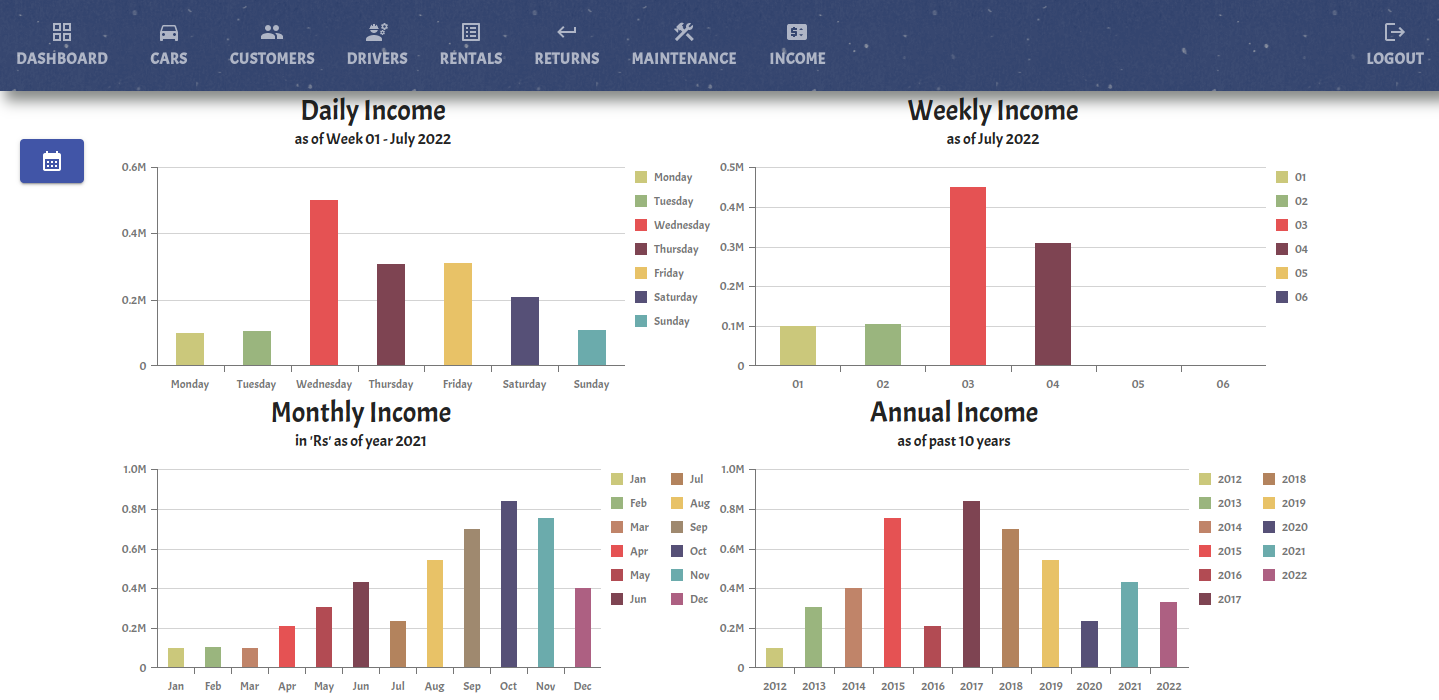 DASHBOARD CARS CUSTOMERS DRIVERS RENTALS RETURNS MAINTENANCE INCOME LOGOUT
Daily Income
as of Week 01 - July 2022
0.6M
0.4M
0.2M
0
Monday Tuesday Wednesday Thursday Friday Saturday Sunday
Monday
Tuesday
Wednesday
Thursday
Friday
Saturday
Sunday
Weekly Income
as of July 2022
0.5M
0.4M
0.3M
0.2M
0.1M
0
01 02 03 04 05 06
01
02
03
04
05
06
Monthly Income
in 'Rs' as of year 2021
1.0M
0.8M
0.6M
0.4M
0.2M
0
Jan Feb Mar Apr May Jun Jul Aug Sep Oct Nov Dec
Jan Jul
Feb Aug
Mar Sep
Apr Oct
May Nov
Jun Dec
Annual Income
as of past 10 years
1.0M
0.8M
0.6M
0.4M
0.2M
0
2012 2013 2014 2015 2016 2017 2018 2019 2020 2021 2022
2012 2018
2013 2019
2014 2020
2015 2021
2016 2022
2017